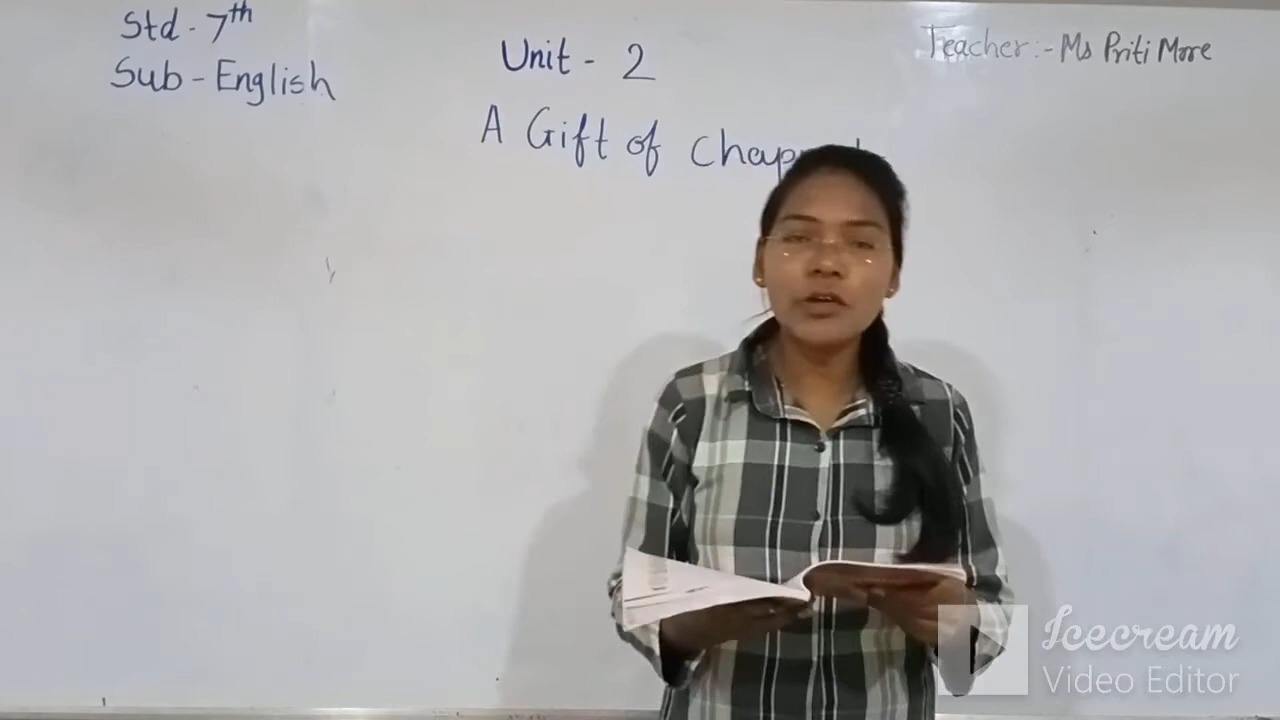 Std - 7th
Sub - English
Unit - 2
A Gift of
Teacher :- Ms Priti More
Icecream
Video Editor